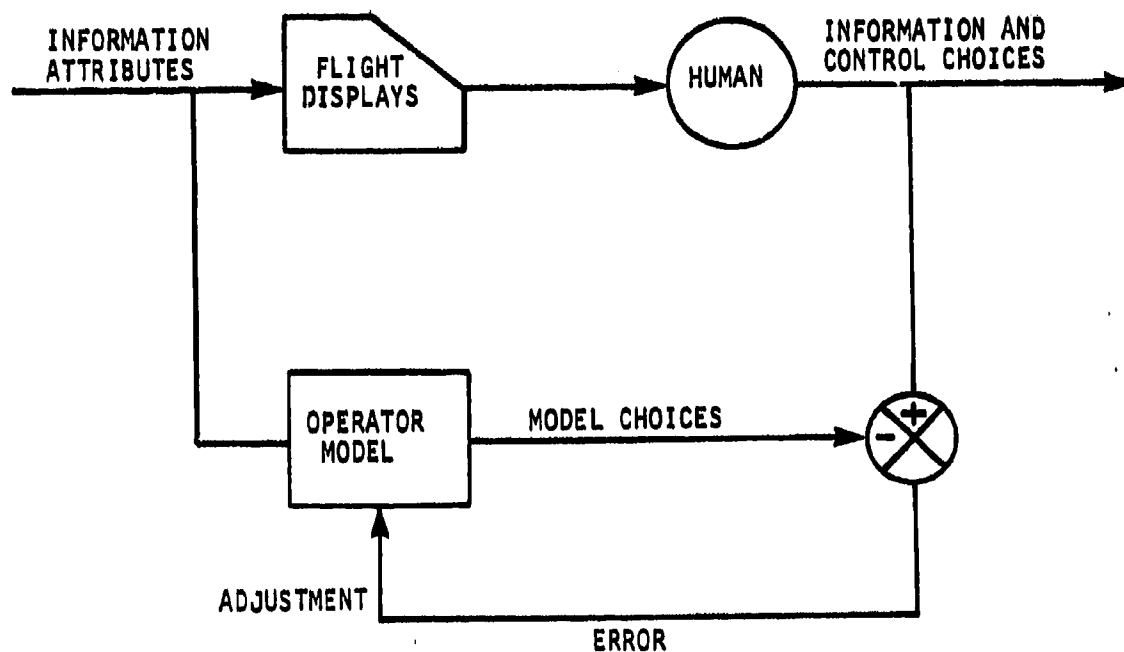 INFORMATION
ATTRIBUTES
FLIGHT
DISPLAYS
HUMAN
INFORMATION AND
CONTROL CHOICES
OPERATOR
MODEL
MODEL CHOICES
+
-
ADJUSTMENT
ERROR